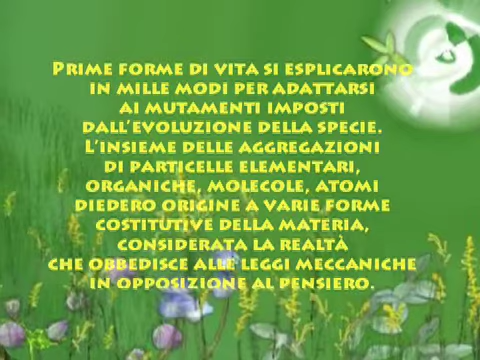 Prime forme di vita si esplicarono
in mille modi per adattarsi
ai mutamenti imposti
dall'evoluzione della specie.
L'insieme delle aggregazioni
di particelle elementari,
organiche, molecole, atomi
diedero origine a varie forme
costitutive della materia,
considerata la realtà
che obbedisce alle leggi meccaniche
in opposizione al pensiero.